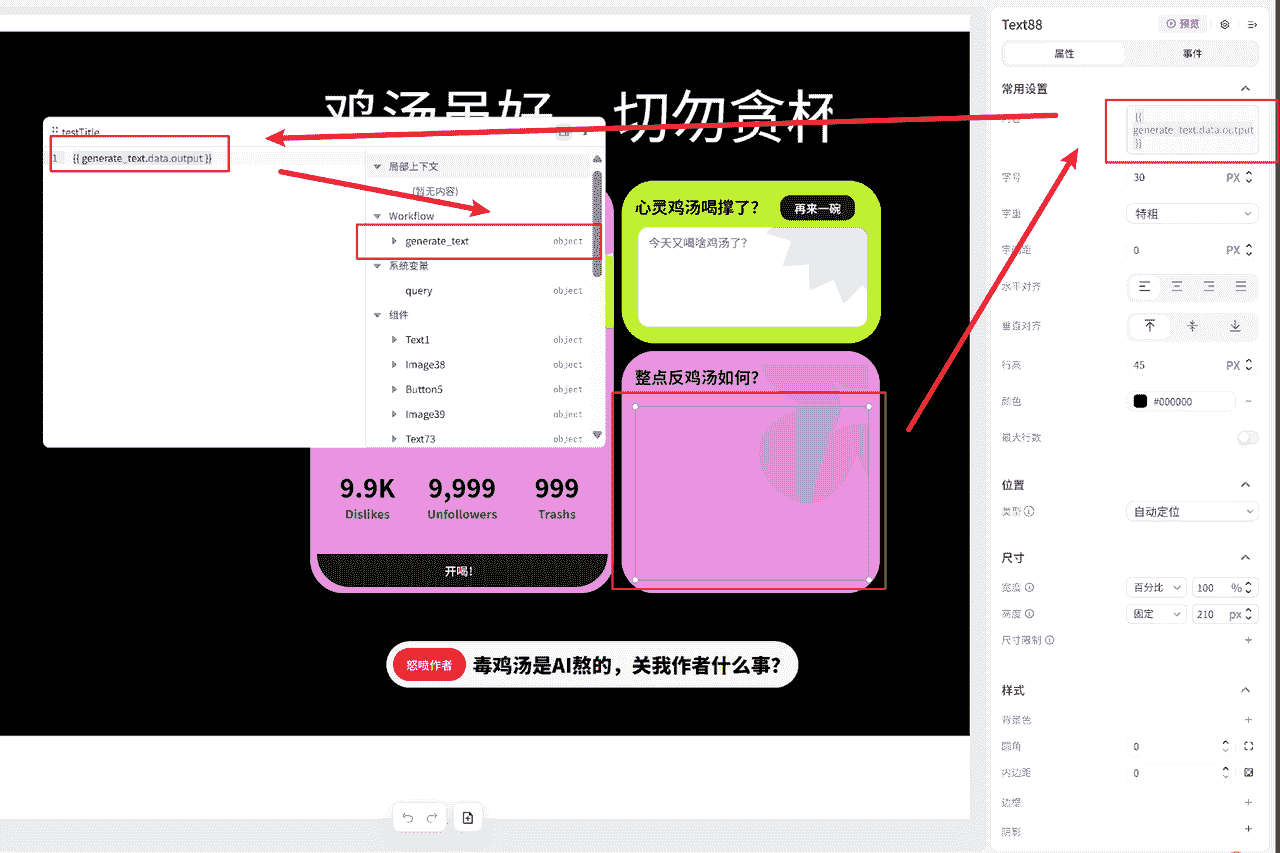 鸡汤虽好 切勿贪杯
testTitle
1 {{ generate_text.data.output }}
局部上下文
(暂无内容)
Workflow
generate_text object
系统变量
query object
组件
Text1 object
Image38 object
Button5 object
Image39 object
Text73 object
心灵鸡汤喝撑了？ 再来一碗
今天又喝啥鸡汤了？
整点反鸡汤如何？
9.9K 9,999 999
Dislikes Unfollowers Trashs
开喝！
怒喷作者 毒鸡汤是AI熬的，关我作者什么事？
Text88 预览
属性 事件
常用设置
{{
generate_text.data.output
}}
字号 30 PX
字重 特粗
字间距 0 PX
水平对齐
垂直对齐
行高 45 PX
颜色 #000000
最大行数
位置
类型 自动定位
尺寸
宽度 百分比 100 %
高度 固定 210 px
尺寸限制
样式
背景色
圆角 0
内边距 0
边框
阴影